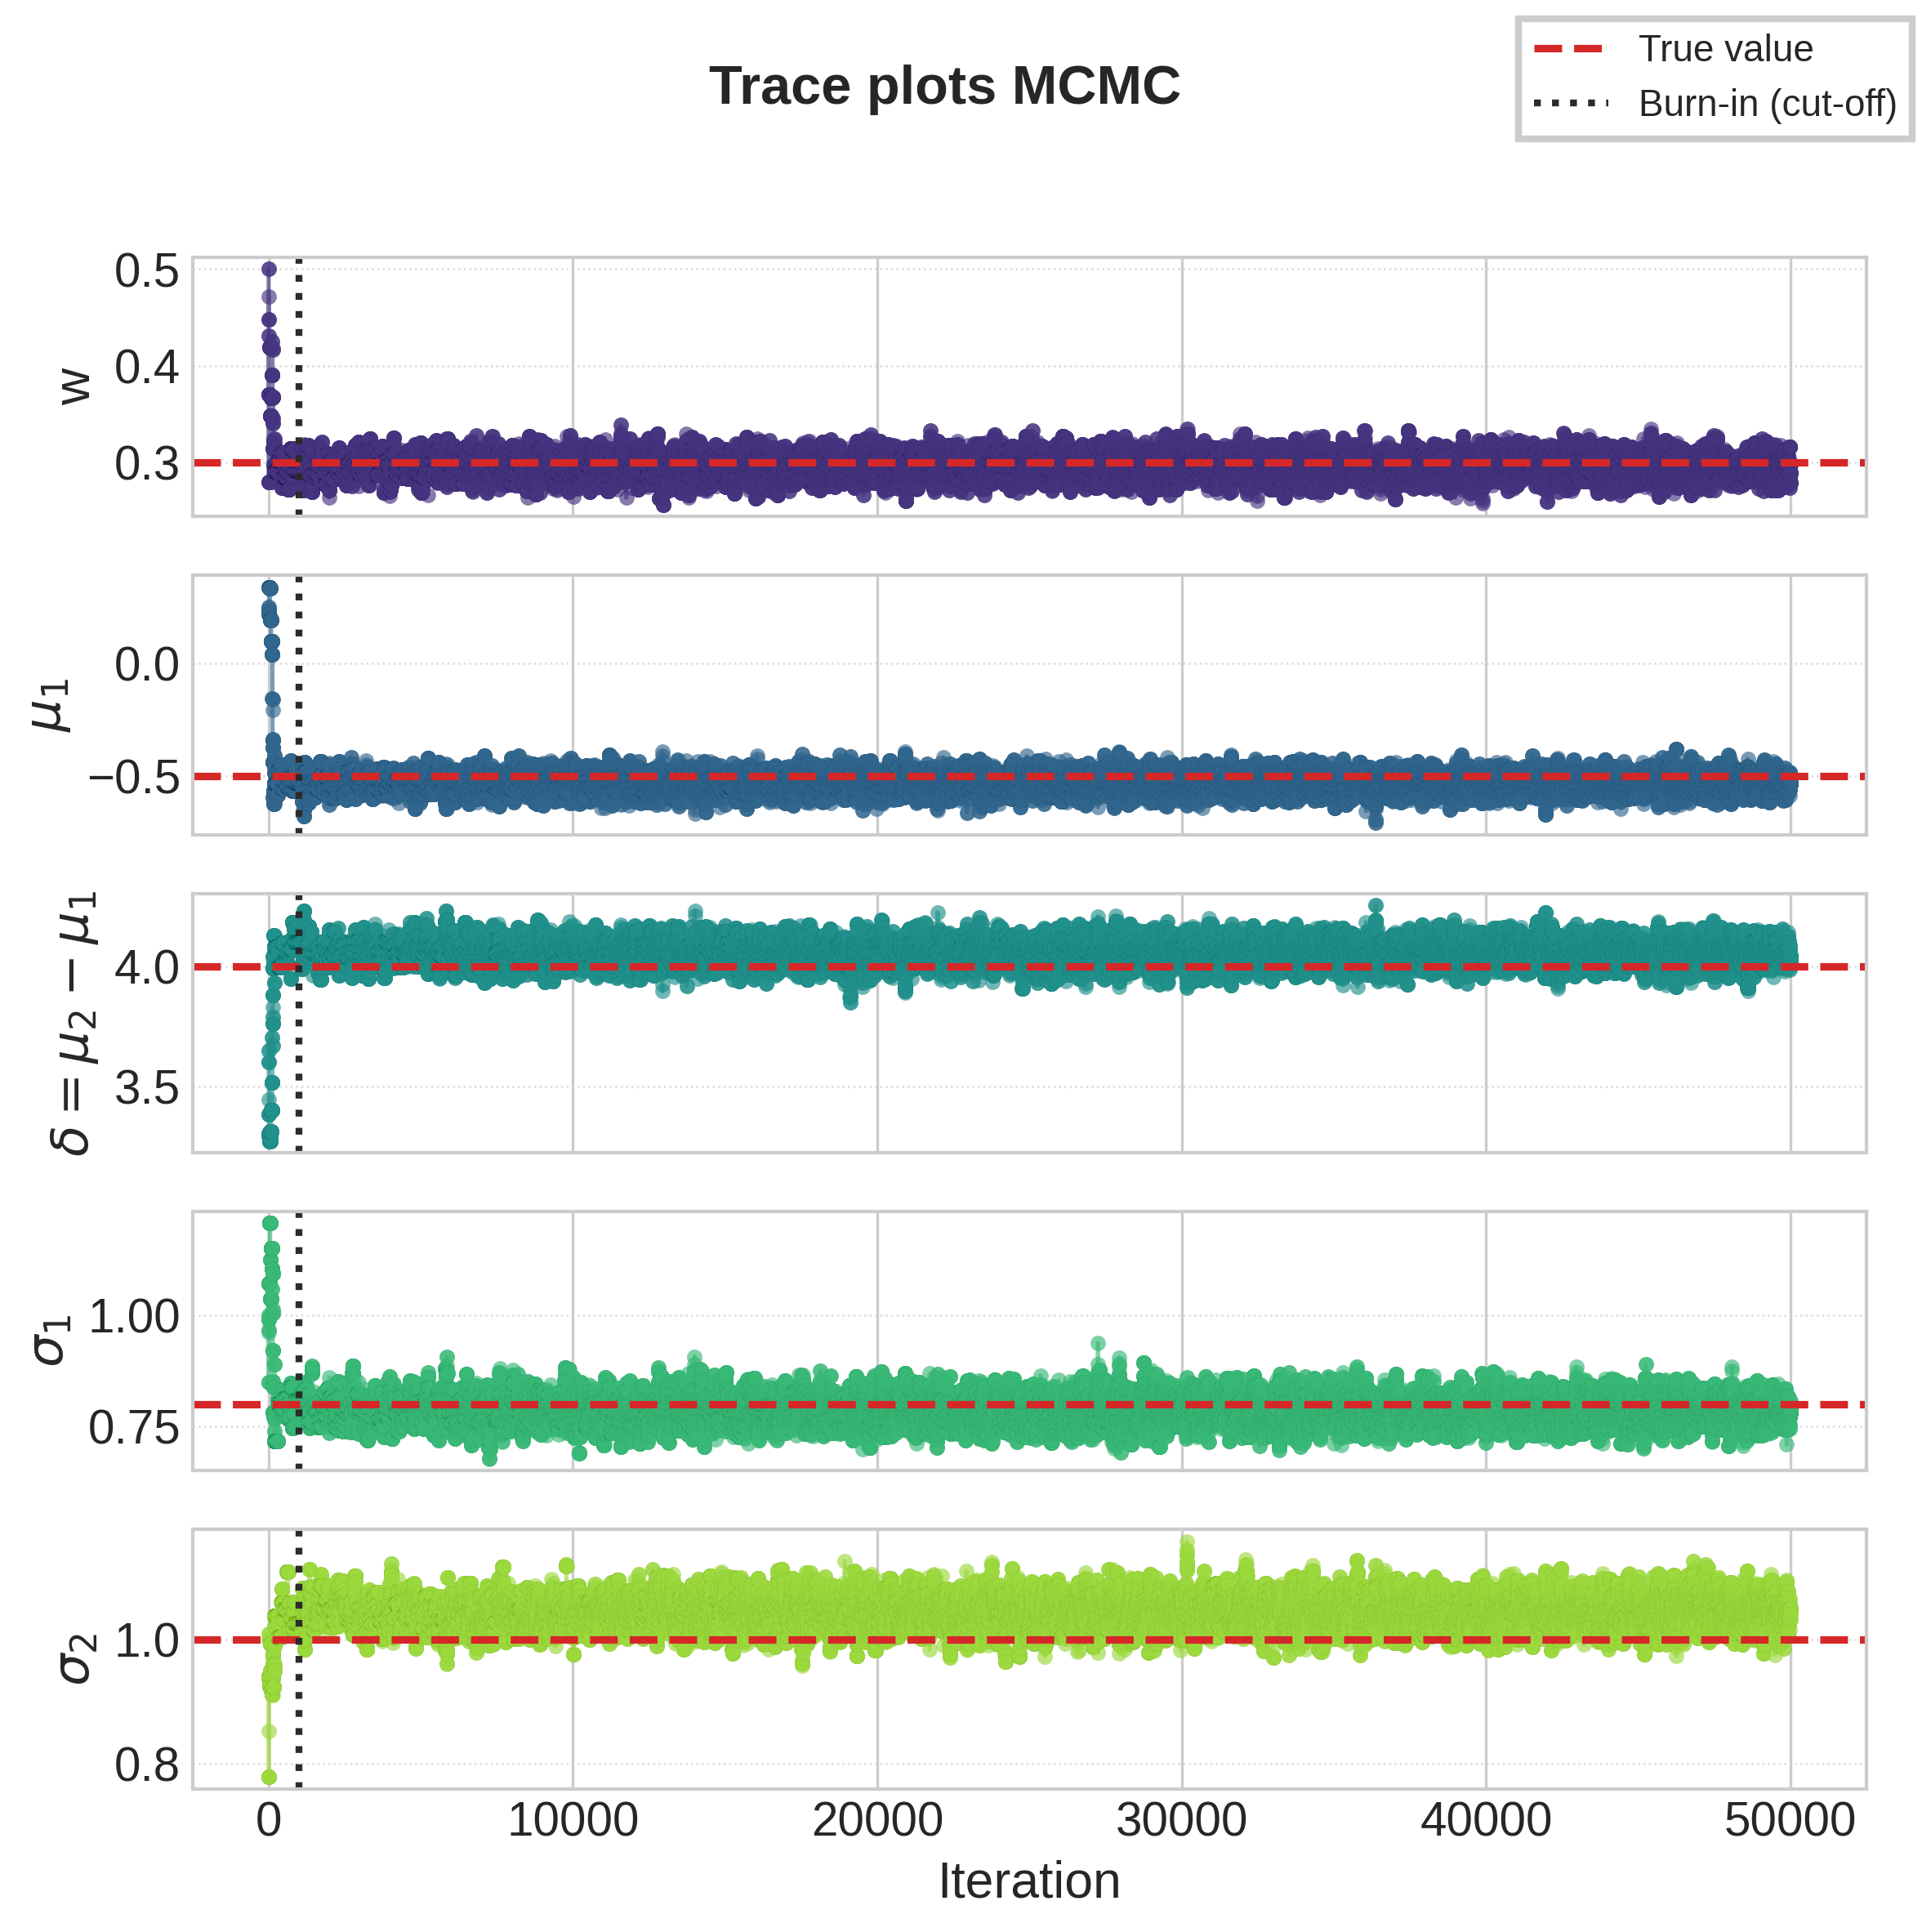 Trace plots MCMC
True value
Burn-in (cut-off)
w
0.5
0.4
0.3
μ₁
0.0
−0.5
δ = μ₂ − μ₁
4.0
3.5
σ₁
1.00
0.75
σ₂
1.0
0.8
0 10000 20000 30000 40000 50000
Iteration